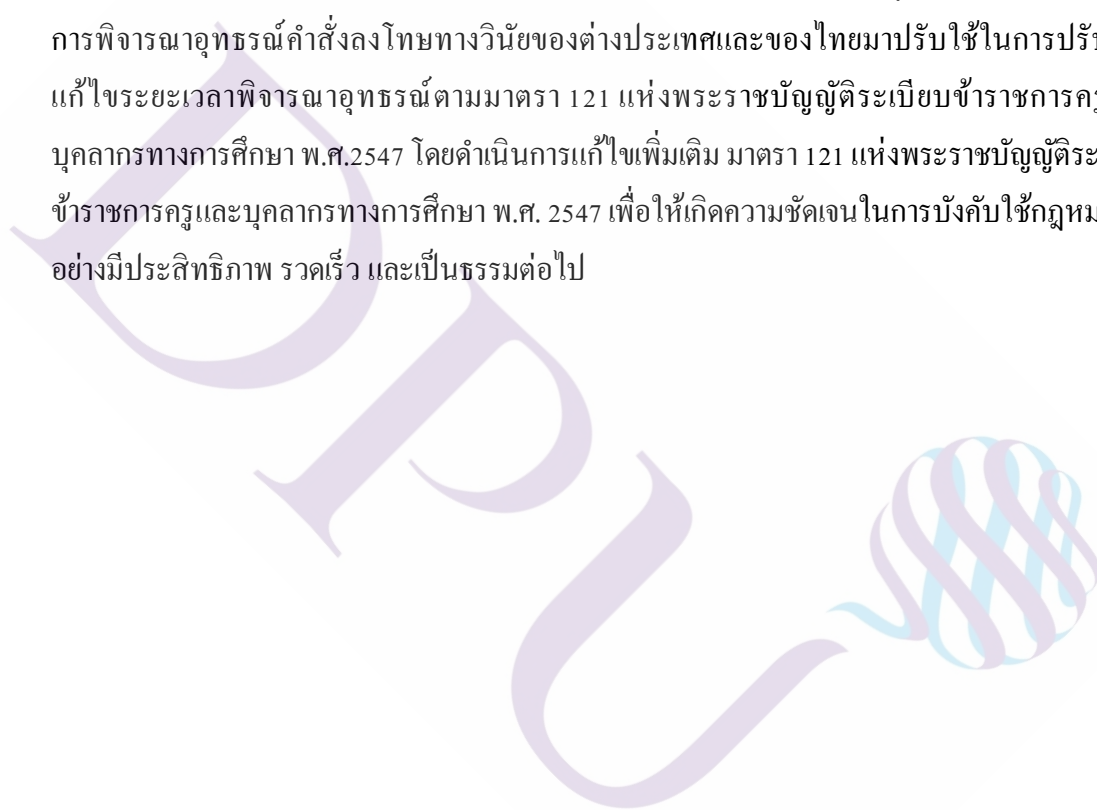 การพิจารณาอุทธรณ์คำสั่งลงโทษทางวินัยของต่างประเทศและของไทยมาปรับใช้ในการปรับ
แก้ไขระยะเวลาพิจารณาอุทธรณ์ตามมาตรา 121 แห่งพระราชบัญญัติระเบียบข้าราชการครู
บุคลากรทางการศึกษา พ.ศ.2547 โดยดำเนินการแก้ไขเพิ่มเติม มาตรา 121 แห่งพระราชบัญญัติระ
ข้าราชการครูและบุคลากรทางการศึกษา พ.ศ. 2547 เพื่อให้เกิดความชัดเจนในการบังคับใช้กฎหม
อย่างมีประสิทธิภาพ รวดเร็ว และเป็นธรรมต่อไป
DPU